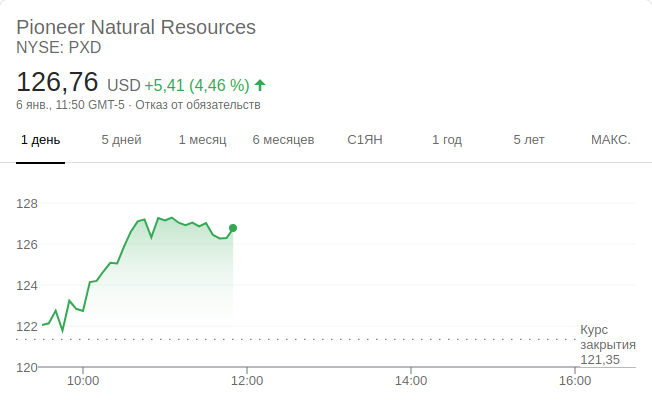 Pioneer Natural Resources
NYSE: PXD
126,76 USD +5,41 (4,46 %)
6 янв., 11:50 GMT-5 · Отказ от обязательств
1 день 5 дней 1 месяц 6 месяцев С1ЯН 1 год 5 лет МАКС.
128
126
124
122
Курс
закрытия
121,35
120
10:00 12:00 14:00 16:00